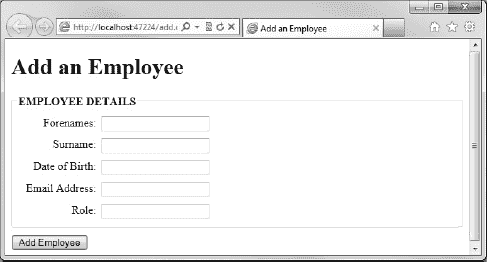 http://localhost:47224/add.
Add an Employee
Add an Employee
EMPLOYEE DETAILS
Forenames:
Surname:
Date of Birth:
Email Address:
Role:
Add Employee